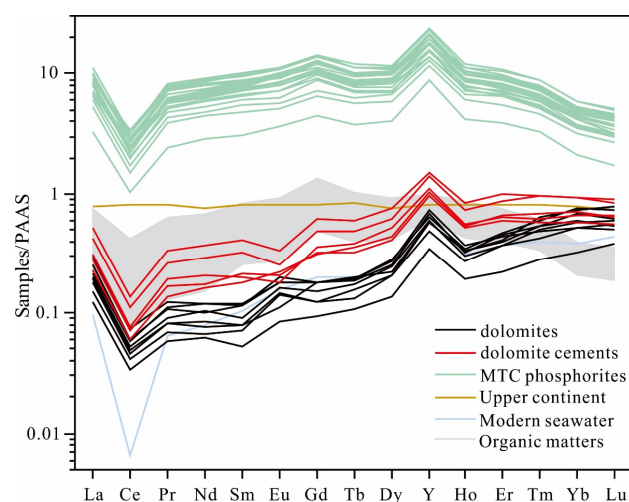 Samples/PAAS
10
1
0.1
0.01
dolomites
dolomite cements
MTC phosphorites
Upper continent
Modern seawater
Organic matters
La Ce Pr Nd Sm Eu Gd Tb Dy Y Ho Er Tm Yb Lu